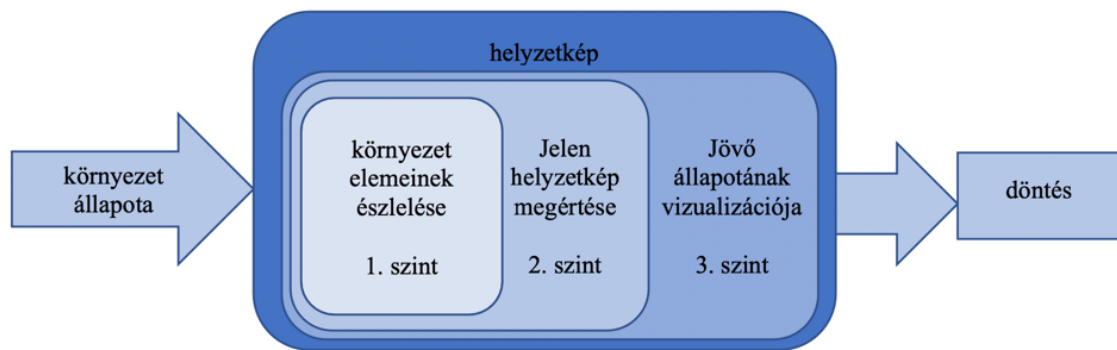 helyzetkép
környezet
állapota
környezet
elemeinek
észlelése
1. szint
Jelen
helyzetkép
megértése
2. szint
Jövő
állapotának
vizualizációja
3. szint
döntés